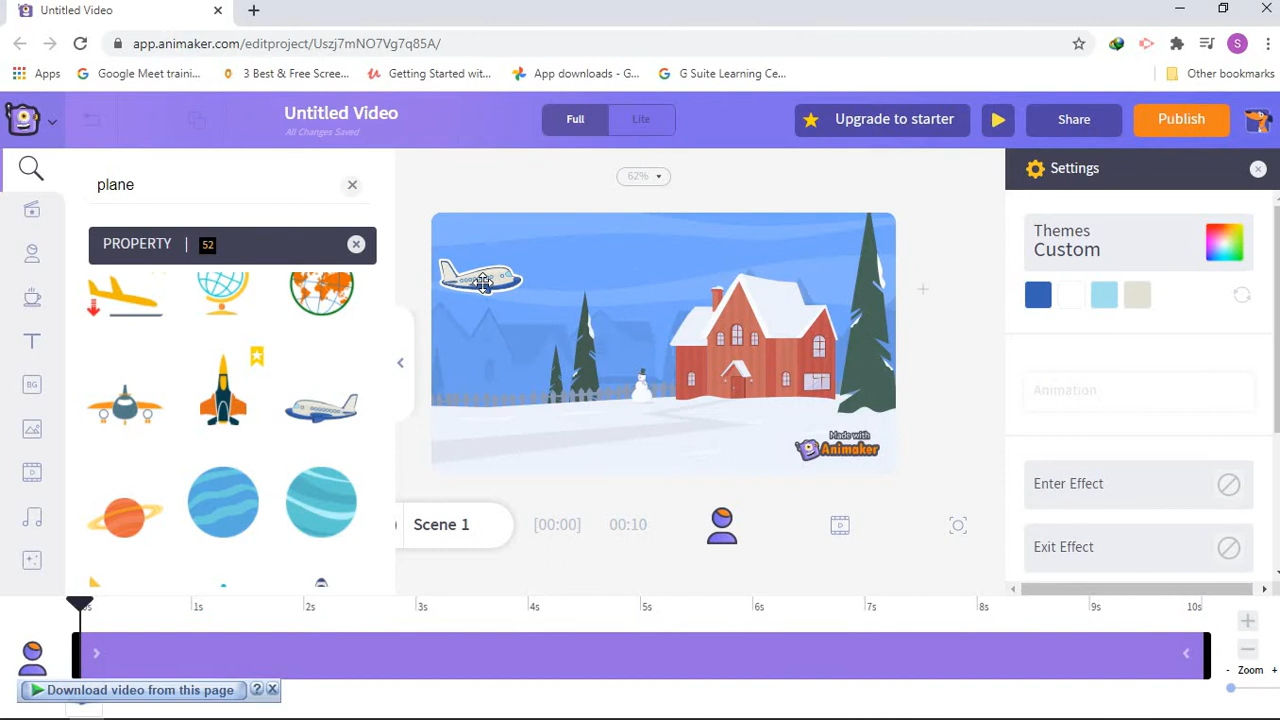 Untitled Video
app.animaker.com/editproject/Uszj7mNO7Vg7q85A/
Apps
Google Meet traini...
3 Best & Free Scree...
Getting Started wit...
App downloads - G...
G Suite Learning Ce...
Other bookmarks
S
Untitled Video
All Changes Saved
Full
Lite
Upgrade to starter
Share
Publish
plane
62%
Settings
PROPERTY | 52
Themes
Custom
Animation
Made with
Animaker
Enter Effect
Scene 1
[00:00]
00:10
Exit Effect
T
BG
0s
1s
2s
3s
4s
5s
6s
7s
8s
9s
10s
- Zoom +
Download video from this page
?